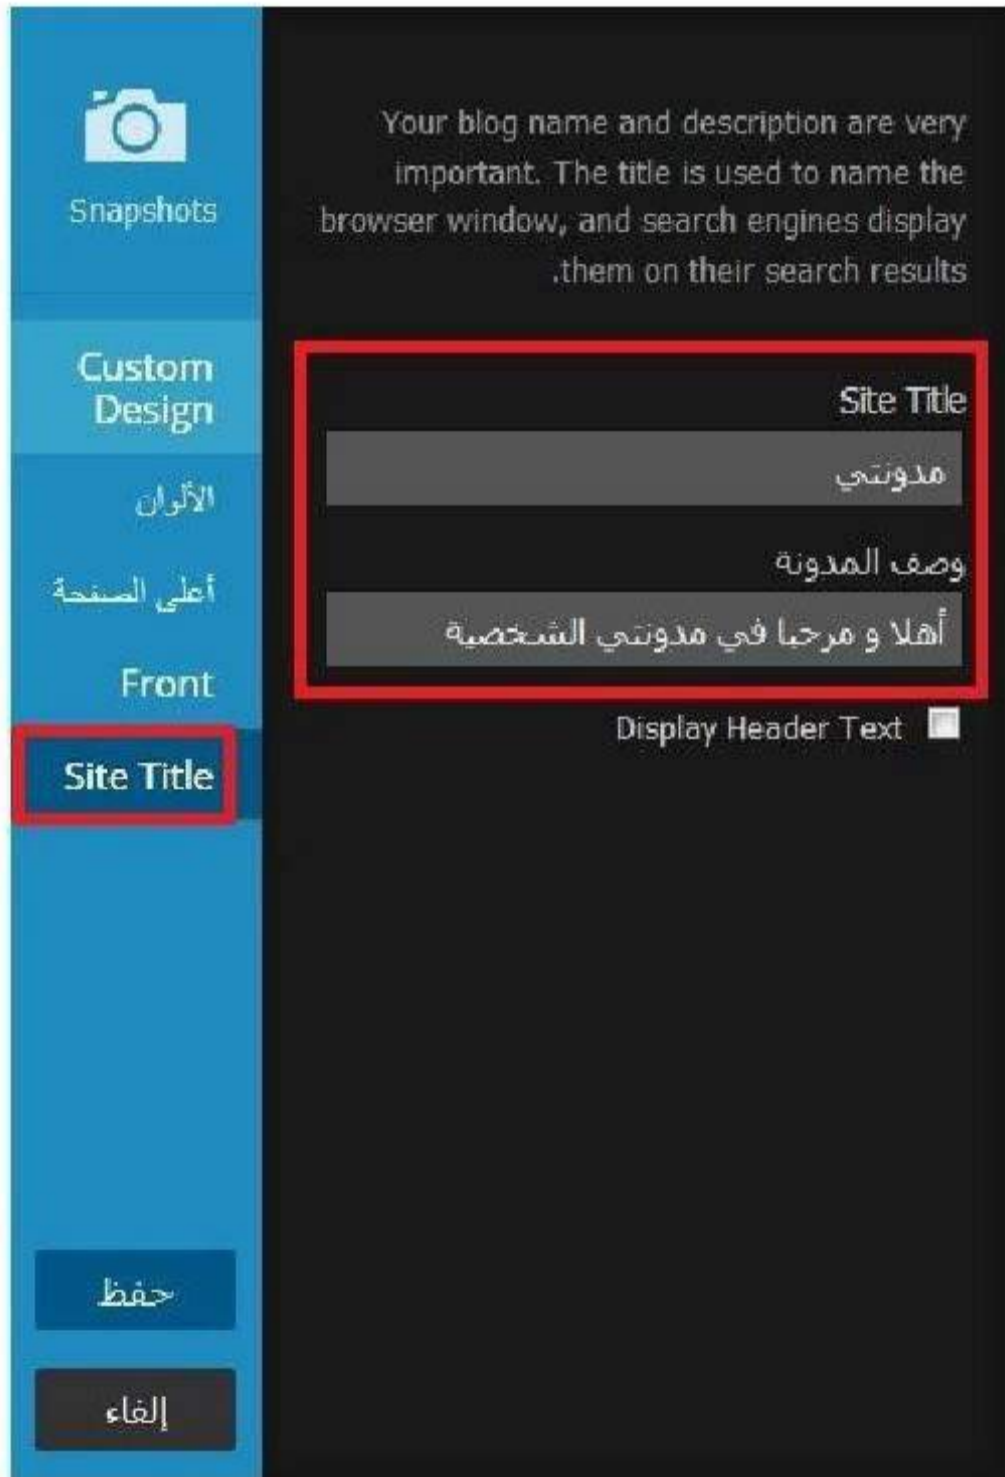 Snapshots
Custom
Design
الألوان
أعلى الصفحة
Front
Site Title
حفظ
إلغاء
Your blog name and description are very
important. The title is used to name the
browser window, and search engines display
.them on their search results
Site Title
مدونتي
وصف المدونة
أهلا و مرحبا في مدونتي الشخصية
Display Header Text